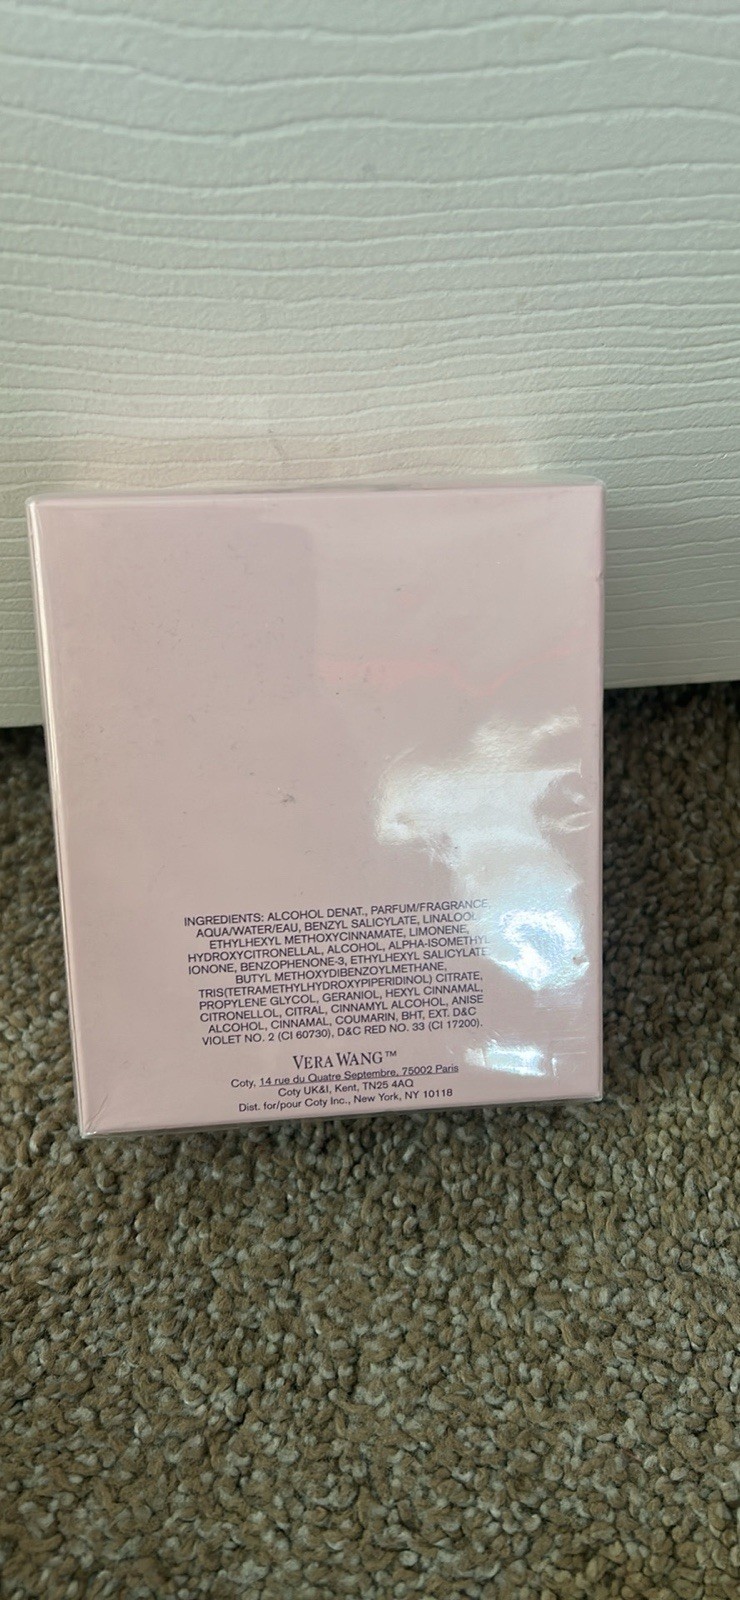 INGREDIENTS: ALCOHOL DENAT., PARFUM/FRAGRANCE,
AQUA/WATER/EAU, BENZYL SALICYLATE, LINALOOL,
ETHYLHEXYL METHOXYCINNAMATE, LIMONENE,
HYDROXYCITRONELLAL, ALCOHOL, ALPHA-ISOMETHYL
IONONE, BENZOPHENONE-3, ETHYLHEXYL SALICYLATE,
BUTYL METHOXYDIBENZOYLMETHANE,
TRIS(TETRAMETHYLHYDROXYPIPERIDINOL) CITRATE,
PROPYLENE GLYCOL, GERANIOL, HEXYL CINNAMAL,
CITRONELLOL, CITRAL, CINNAMYL ALCOHOL, ANISE
ALCOHOL, CINNAMAL, COUMARIN, BHT, EXT. D&C
VIOLET NO. 2 (CI 60730), D&C RED NO. 33 (CI 17200).
VERA WANG™
Coty, 14 rue du Quatre Septembre, 75002 Paris
Coty UK&I, Kent, TN25 4AQ
Dist. for/pour Coty Inc., New York, NY 10118